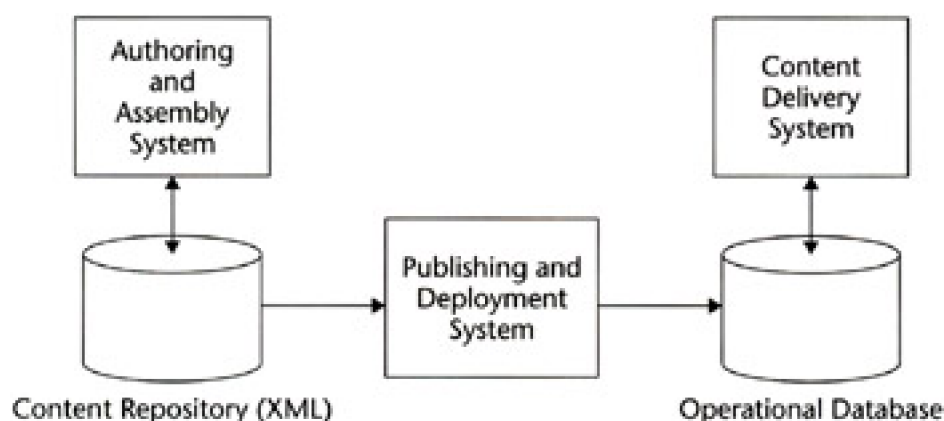 Authoring
and
Assembly
System
Content
Delivery
System
Publishing and
Deployment
System
Content Repository (XML)
Operational Database